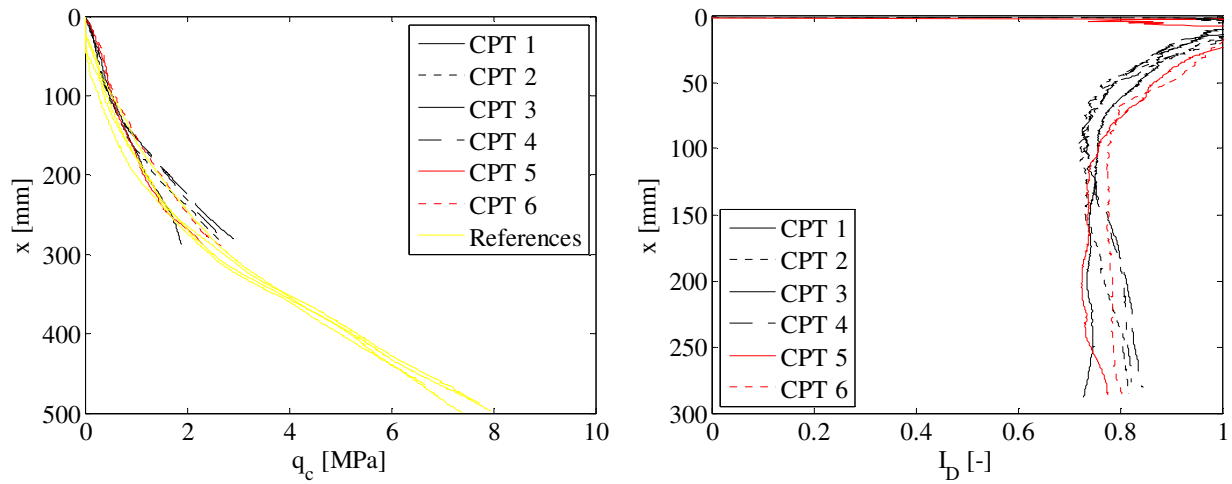 0
100
200
300
400
500
x [mm]
0
2
4
6
8
10
q_c [MPa]
CPT 1
CPT 2
CPT 3
CPT 4
CPT 5
CPT 6
References
0
50
100
150
200
250
300
x [mm]
0
0.2
0.4
0.6
0.8
1
I_D [-]
CPT 1
CPT 2
CPT 3
CPT 4
CPT 5
CPT 6